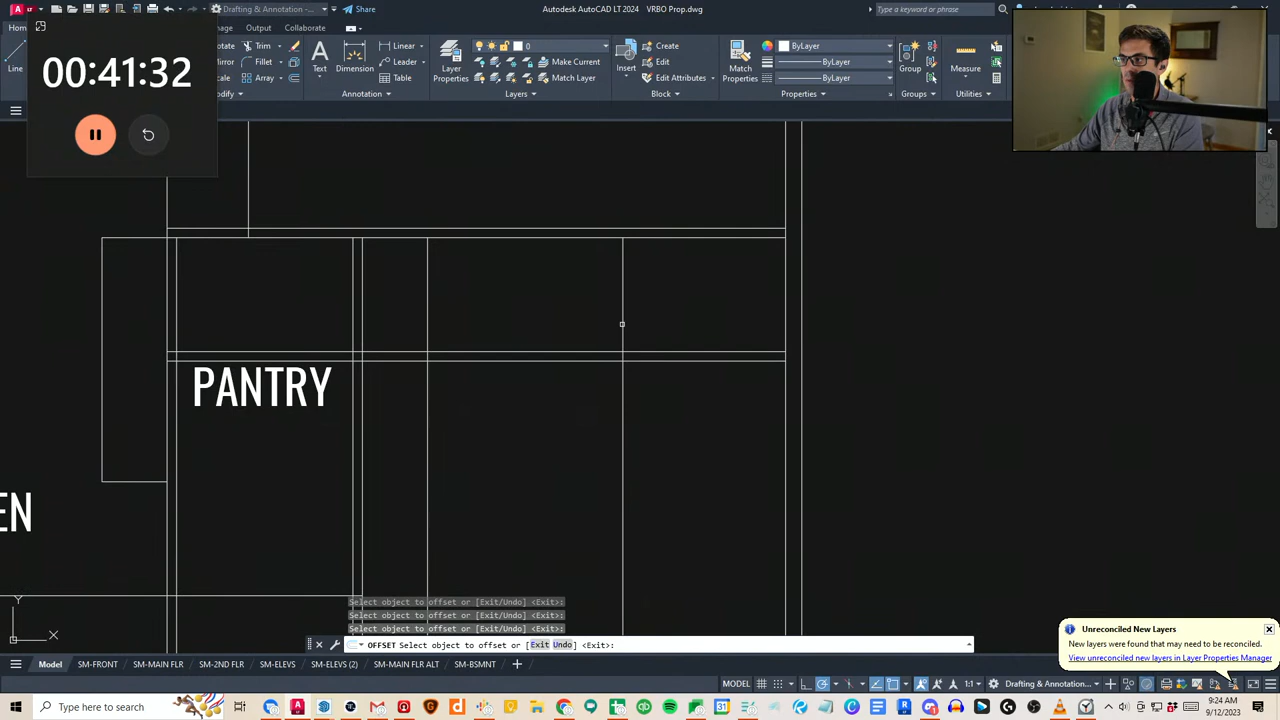 00:41:32
Drafting & Annotation
Share
Autodesk AutoCAD LT 2024 VRBO Prop.dwg
Type a keyword or phrase
Output
Collaborate
Express Tools
Line
Trim
Array
Modify
Text
Dimension
Linear
Leader
Table
Annotation
Layer
Properties
0
Make Current
Match Layer
Layers
Insert
Create
Edit
Edit Attributes
Block
Match
Properties
ByLayer
ByLayer
ByLayer
Properties
Group
Groups
Measure
Utilities
PANTRY
EN
Y
X
Select object to offset or [Exit/Undo] <Exit>:
Select object to offset or [Exit/Undo] <Exit>:
Select object to offset or [Exit/Undo] <Exit>:
OFFSET Select object to offset or [Exit Undo] <Exit>:
Unreconciled New Layers
New layers were found that may need to be reconciled.
View unreconciled new layers in Layer Properties Manager
Model
SM-FRONT
SM-MAIN FLR
SM-2ND FLR
SM-ELEVS
SM-ELEVS (2)
SM-MAIN FLR ALT
SM-BSMNT
MODEL
1:1
Drafting & Annotation
Type here to search
9:24 AM
9/12/2023